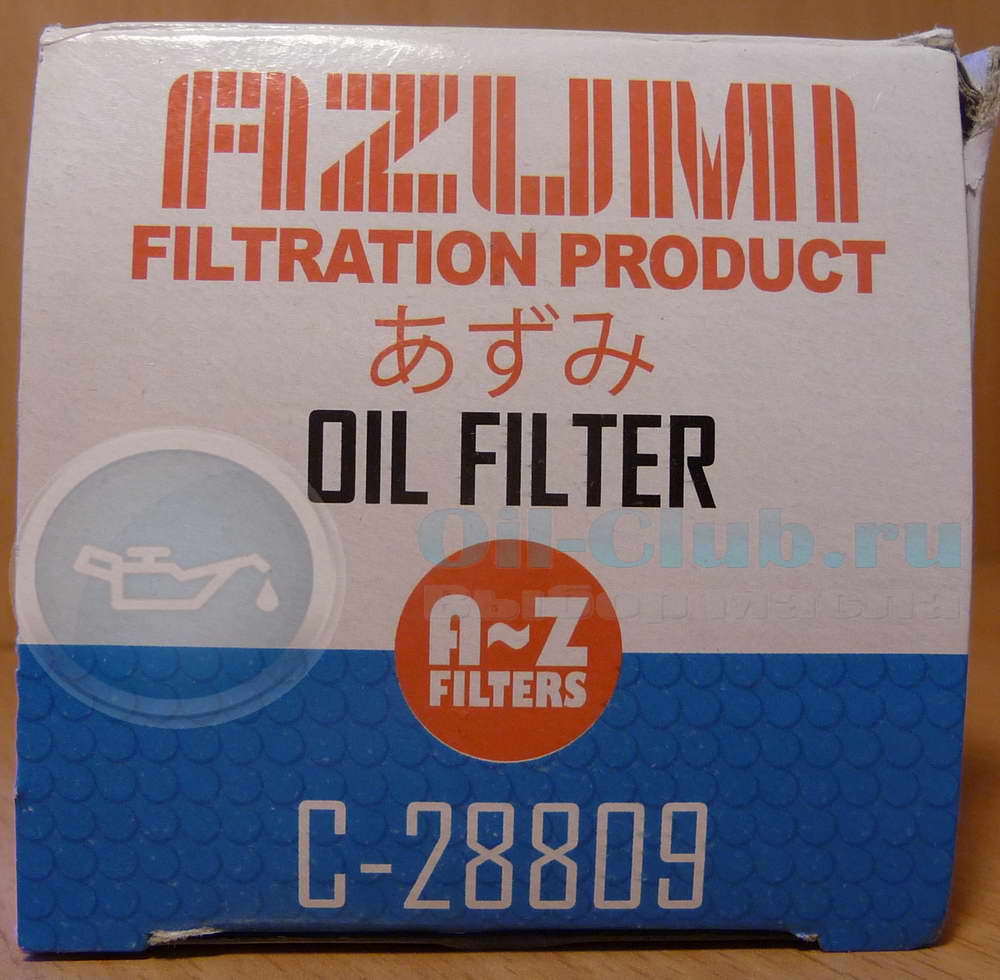 AZUMI
FILTRATION PRODUCT
あずみ
OIL FILTER
Oil-Club.ru
A~Z
FILTERS
C-28809